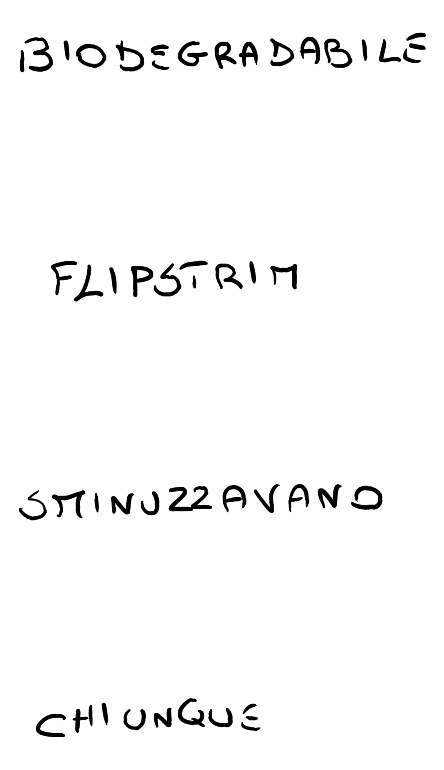 BIODEGRADABILE
FLIPSTRIM
SMINUZZAVANO
CHIUNQUE